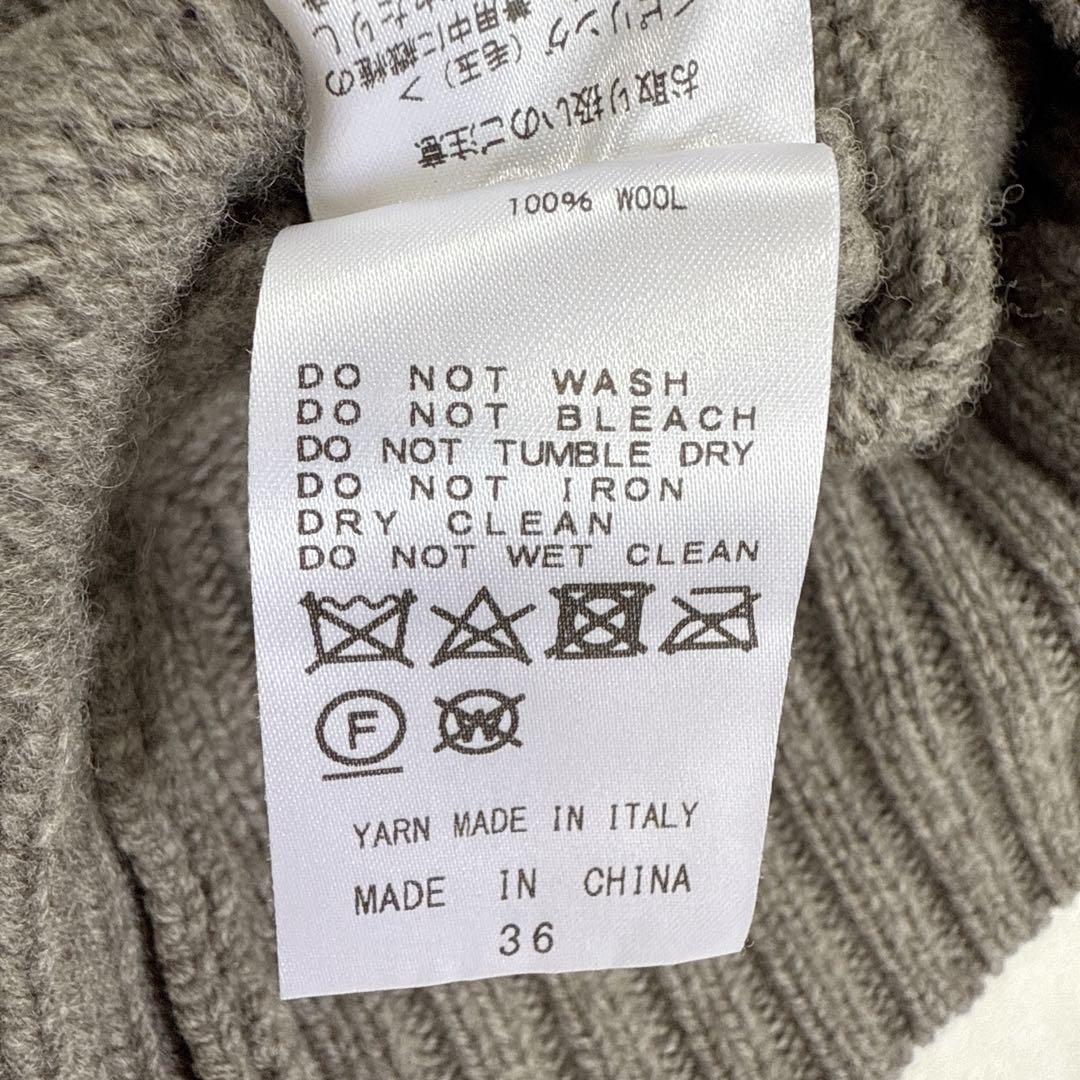 お取り扱いのご注意
100% WOOL
DO NOT WASH
DO NOT BLEACH
DO NOT TUMBLE DRY
DO NOT IRON
DRY CLEAN
DO NOT WET CLEAN
F
W
YARN MADE IN ITALY
MADE IN CHINA
36